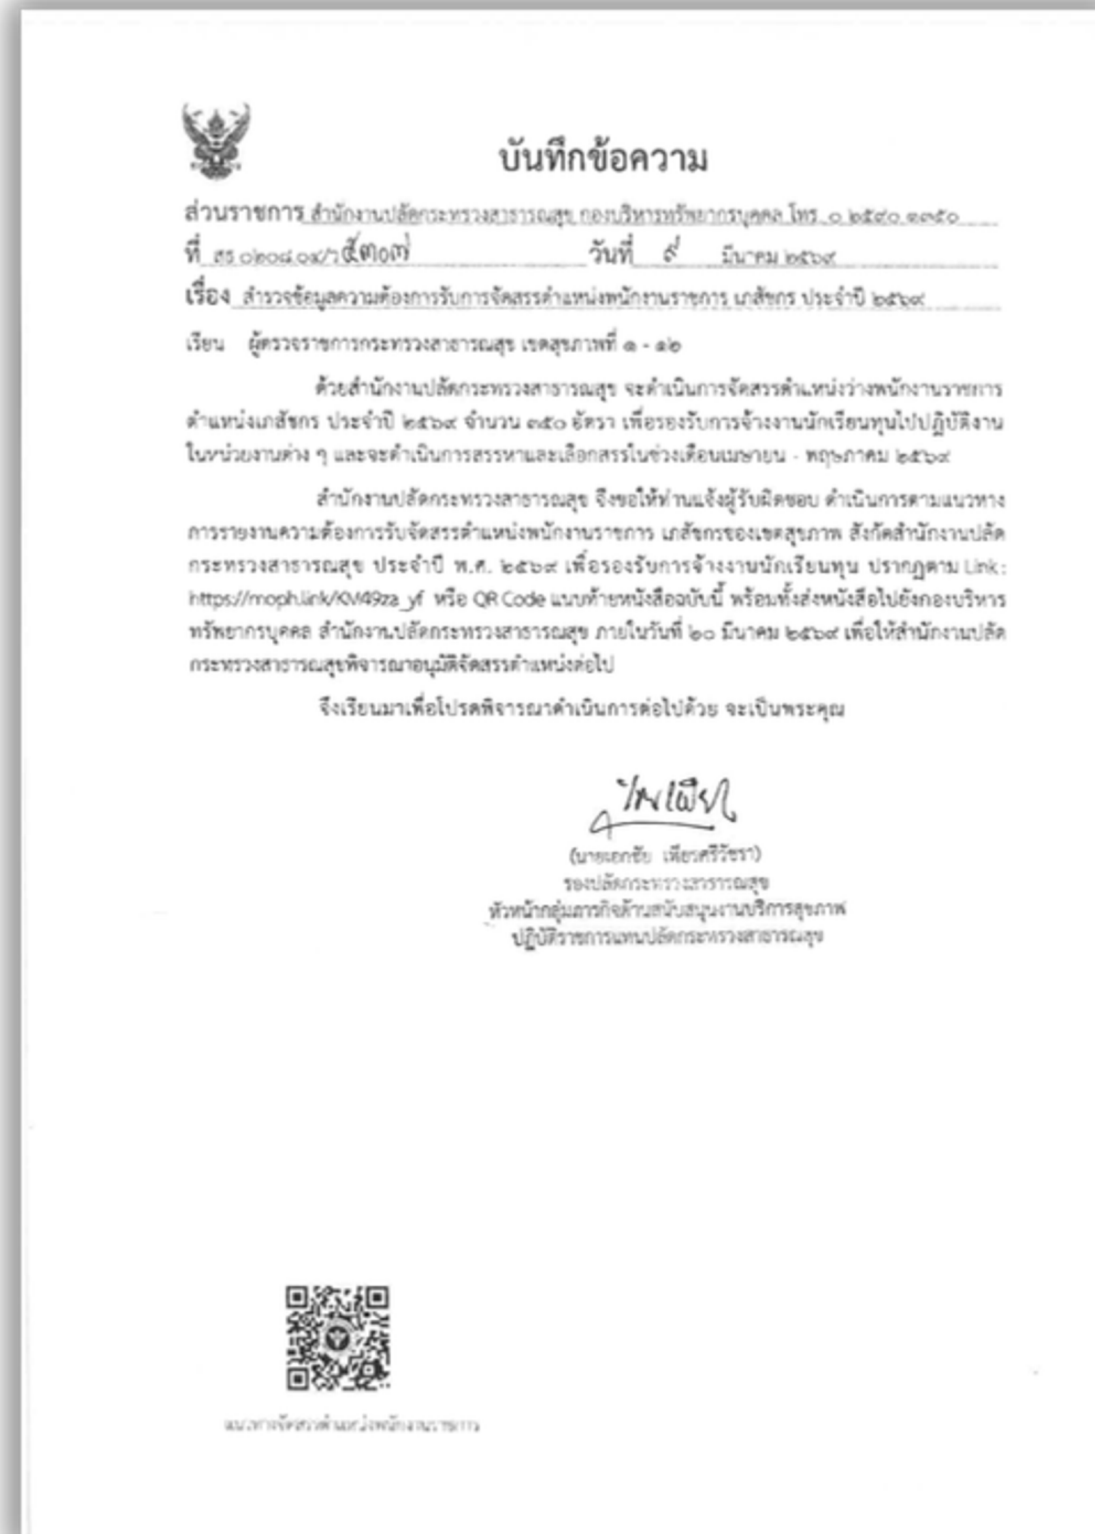 บันทึกข้อความ
ส่วนราชการ สำนักงานปลัดกระทรวงสาธารณสุข กองบริหารทรัพยากรบุคคล โทร. ๐ ๒๕๙๐ ๑๓๕๐
ที่ สธ ๐๒๐๘.๐๔/ว ๕๓๐๗ วันที่ ๙ มีนาคม ๒๕๖๙
เรื่อง สำรวจข้อมูลความต้องการรับการจัดสรรตำแหน่งพนักงานราชการ เภสัชกร ประจำปี ๒๕๖๙
เรียน ผู้ตรวจราชการกระทรวงสาธารณสุข เขตสุขภาพที่ ๑ - ๑๒
ด้วยสำนักงานปลัดกระทรวงสาธารณสุข จะดำเนินการจัดสรรตำแหน่งว่างพนักงานราชการ
ตำแหน่งเภสัชกร ประจำปี ๒๕๖๙ จำนวน ๓๕๐ อัตรา เพื่อรองรับการจ้างงานนักเรียนทุนไปปฏิบัติงาน
ในหน่วยงานต่าง ๆ และจะดำเนินการสรรหาและเลือกสรรในช่วงเดือนเมษายน - พฤษภาคม ๒๕๖๙
สำนักงานปลัดกระทรวงสาธารณสุข จึงขอให้ท่านแจ้งผู้รับผิดชอบ ดำเนินการตามแนวทาง
การรายงานความต้องการรับจัดสรรตำแหน่งพนักงานราชการ เภสัชกรของเขตสุขภาพ สังกัดสำนักงานปลัด
กระทรวงสาธารณสุข ประจำปี พ.ศ. ๒๕๖๙ เพื่อรองรับการจ้างงานนักเรียนทุน ปรากฏตาม Link :
https://moph.link/KM49za_yf หรือ QR Code แนบท้ายหนังสือฉบับนี้ พร้อมทั้งส่งหนังสือไปยังกองบริหาร
ทรัพยากรบุคคล สำนักงานปลัดกระทรวงสาธารณสุข ภายในวันที่ ๒๐ มีนาคม ๒๕๖๙ เพื่อให้สำนักงานปลัด
กระทรวงสาธารณสุขพิจารณาอนุมัติจัดสรรตำแหน่งต่อไป
จึงเรียนมาเพื่อโปรดพิจารณาดำเนินการต่อไปด้วย จะเป็นพระคุณ
(นายเอกชัย เพียรศรีวัชรา)
รองปลัดกระทรวงสาธารณสุข
หัวหน้ากลุ่มภารกิจด้านสนับสนุนงานบริการสุขภาพ
ปฏิบัติราชการแทนปลัดกระทรวงสาธารณสุข
แนวทางจัดสรรตำแหน่งพนักงานราชการ